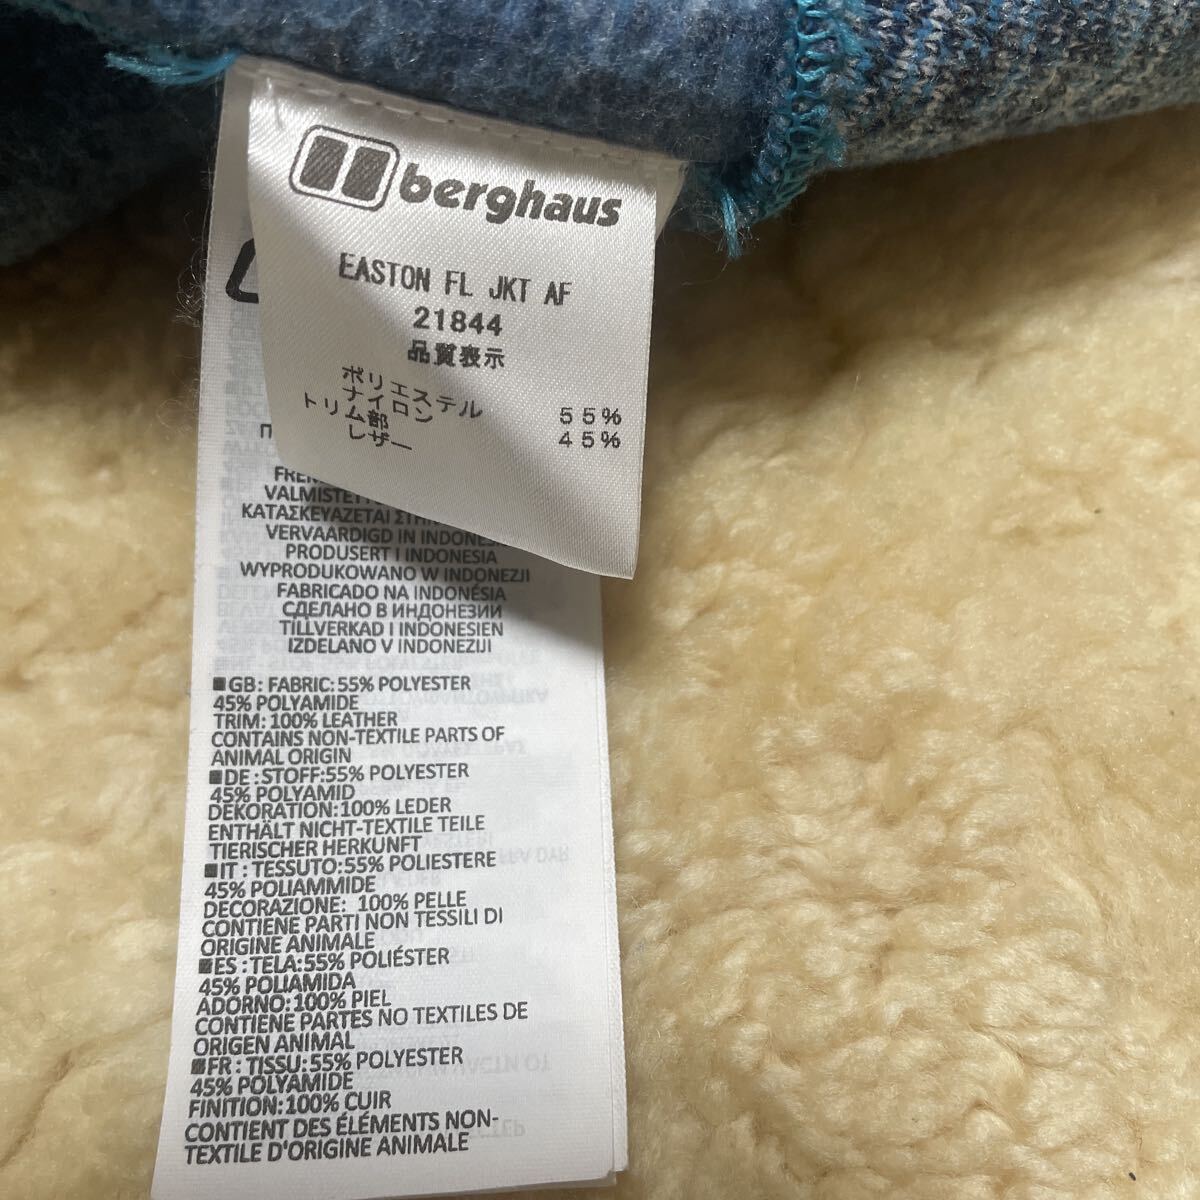 berghaus
EASTON FL JKT AF
21844
品質表示
ポリエステル 55%
ナイロン 45%
トリム部
レザー
VALMISTETTU
ΚΑΤΑΣΚΕΥΑΖΕΤΑΙ ΣΤΗΝ
VERVAARDIGD IN INDONESIË
PRODUSERT I INDONESIA
WYPRODUKOWANO W INDONEZJI
FABRICADO NA INDONÉSIA
СДЕЛАНО В ИНДОНЕЗИИ
TILLVERKAD I INDONESIEN
IZDELANO V INDONEZIJI
GB: FABRIC: 55% POLYESTER
45% POLYAMIDE
TRIM: 100% LEATHER
CONTAINS NON-TEXTILE PARTS OF
ANIMAL ORIGIN
DE :STOFF:55% POLYESTER
45% POLYAMID
DEKORATION:100% LEDER
ENTHÄLT NICHT-TEXTILE TEILE
TIERISCHER HERKUNFT
IT : TESSUTO:55% POLIESTERE
45% POLIAMMIDE
DECORAZIONE: 100% PELLE
CONTIENE PARTI NON TESSILI DI
ORIGINE ANIMALE
ES : TELA:55% POLIÉSTER
45% POLIAMIDA
ADORNO:100% PIEL
CONTIENE PARTES NO TEXTILES DE
ORIGEN ANIMAL
FR : TISSU:55% POLYESTER
45% POLYAMIDE
FINITION:100% CUIR
CONTIENT DES ÉLÉMENTS NON-
TEXTILE D'ORIGINE ANIMALE